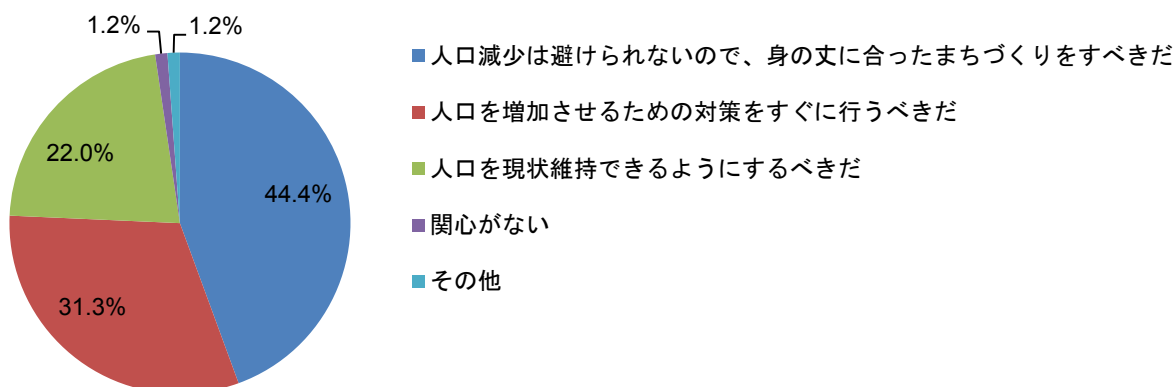 1.2%
1.2%
22.0%
44.4%
31.3%
人口減少は避けられないので、身の丈に合ったまちづくりをすべきだ
人口を増加させるための対策をすぐに行うべきだ
人口を現状維持できるようにするべきだ
関心がない
その他